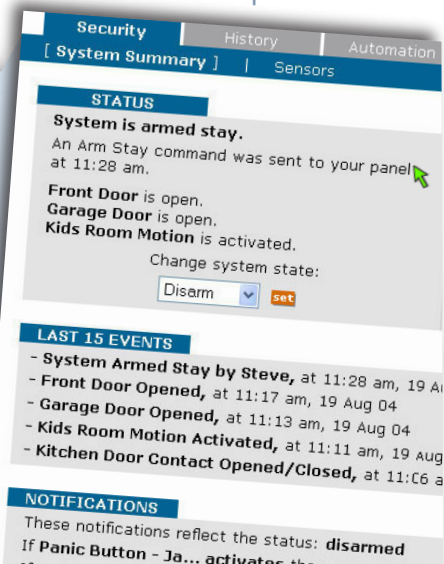 Security
History
Automation
[ System Summary ] | Sensors
STATUS
System is armed stay.
An Arm Stay command was sent to your panel
at 11:28 am.
Front Door is open.
Garage Door is open.
Kids Room Motion is activated.
Change system state:
Disarm set
LAST 15 EVENTS
- System Armed Stay by Steve, at 11:28 am, 19
- Front Door Opened, at 11:17 am, 19 Aug 04
- Garage Door Opened, at 11:13 am, 19 Aug 04
- Kids Room Motion Activated, at 11:11 am, 19 Aug
- Kitchen Door Contact Opened/Closed, at
NOTIFICATIONS
These notifications reflect the status: disarmed
If Panic Button - Ja... activates